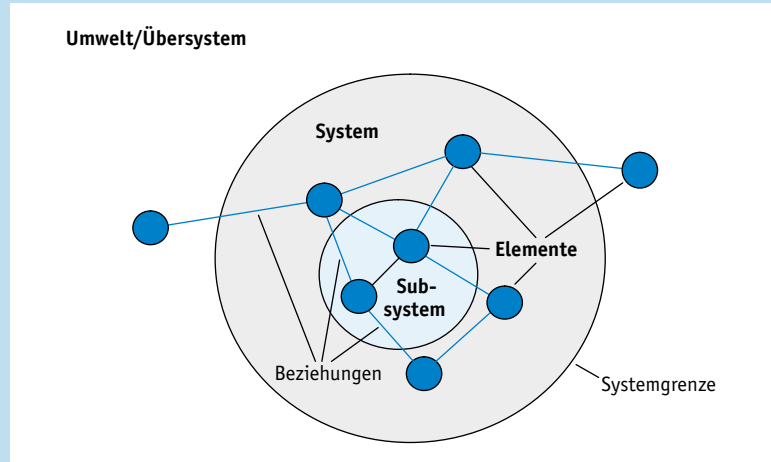 Umwelt/Übersystem
System
Elemente
Sub-
system
Beziehungen
Systemgrenze